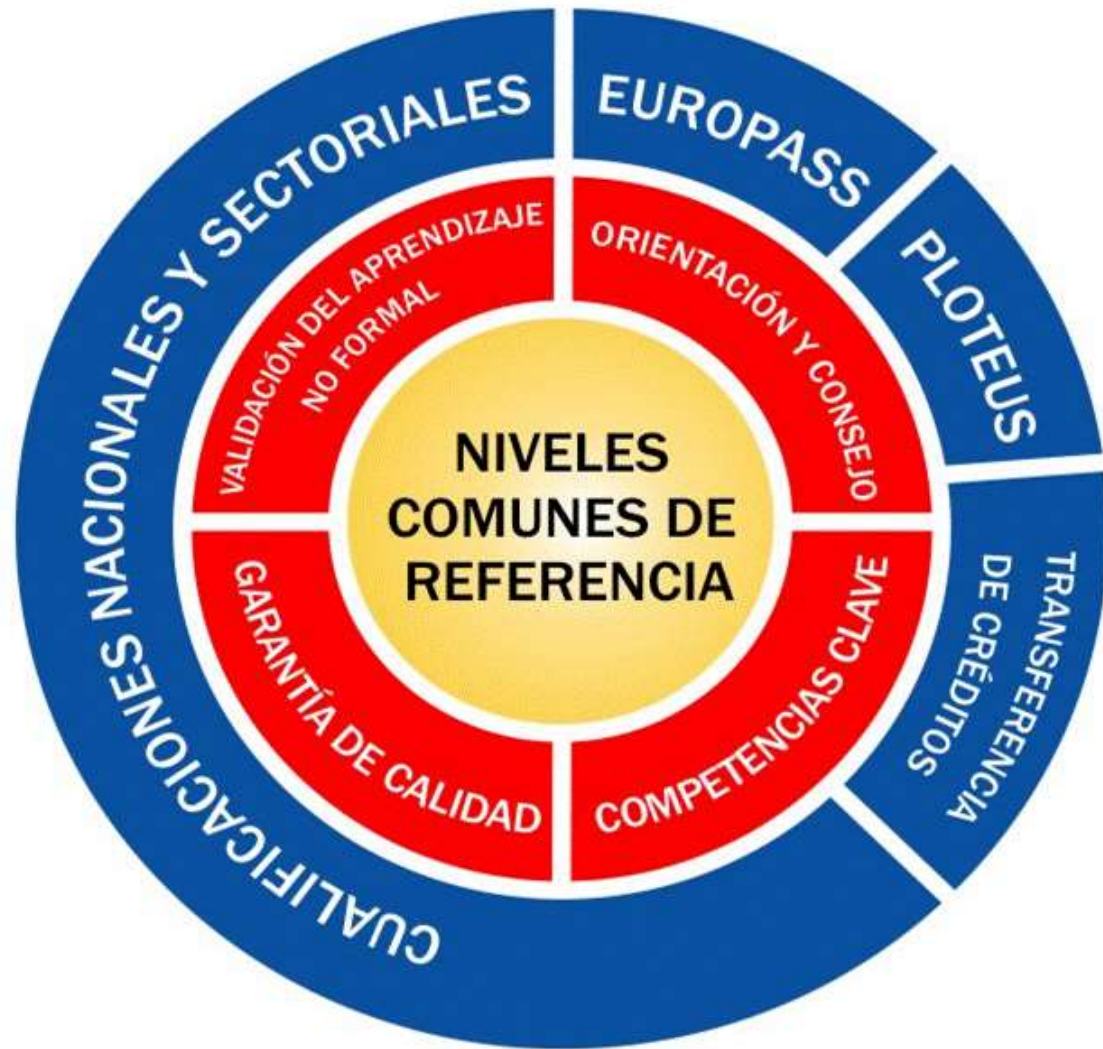 CUALIFICACIONES NACIONALES Y SECTORIALES
EUROPASS
PLOTEUS
TRANSFERENCIA
DE CRÉDITOS
VALIDACIÓN DEL APRENDIZAJE
NO FORMAL
ORIENTACIÓN Y CONSEJO
GARANTÍA DE CALIDAD
COMPETENCIAS CLAVE
NIVELES
COMUNES DE
REFERENCIA